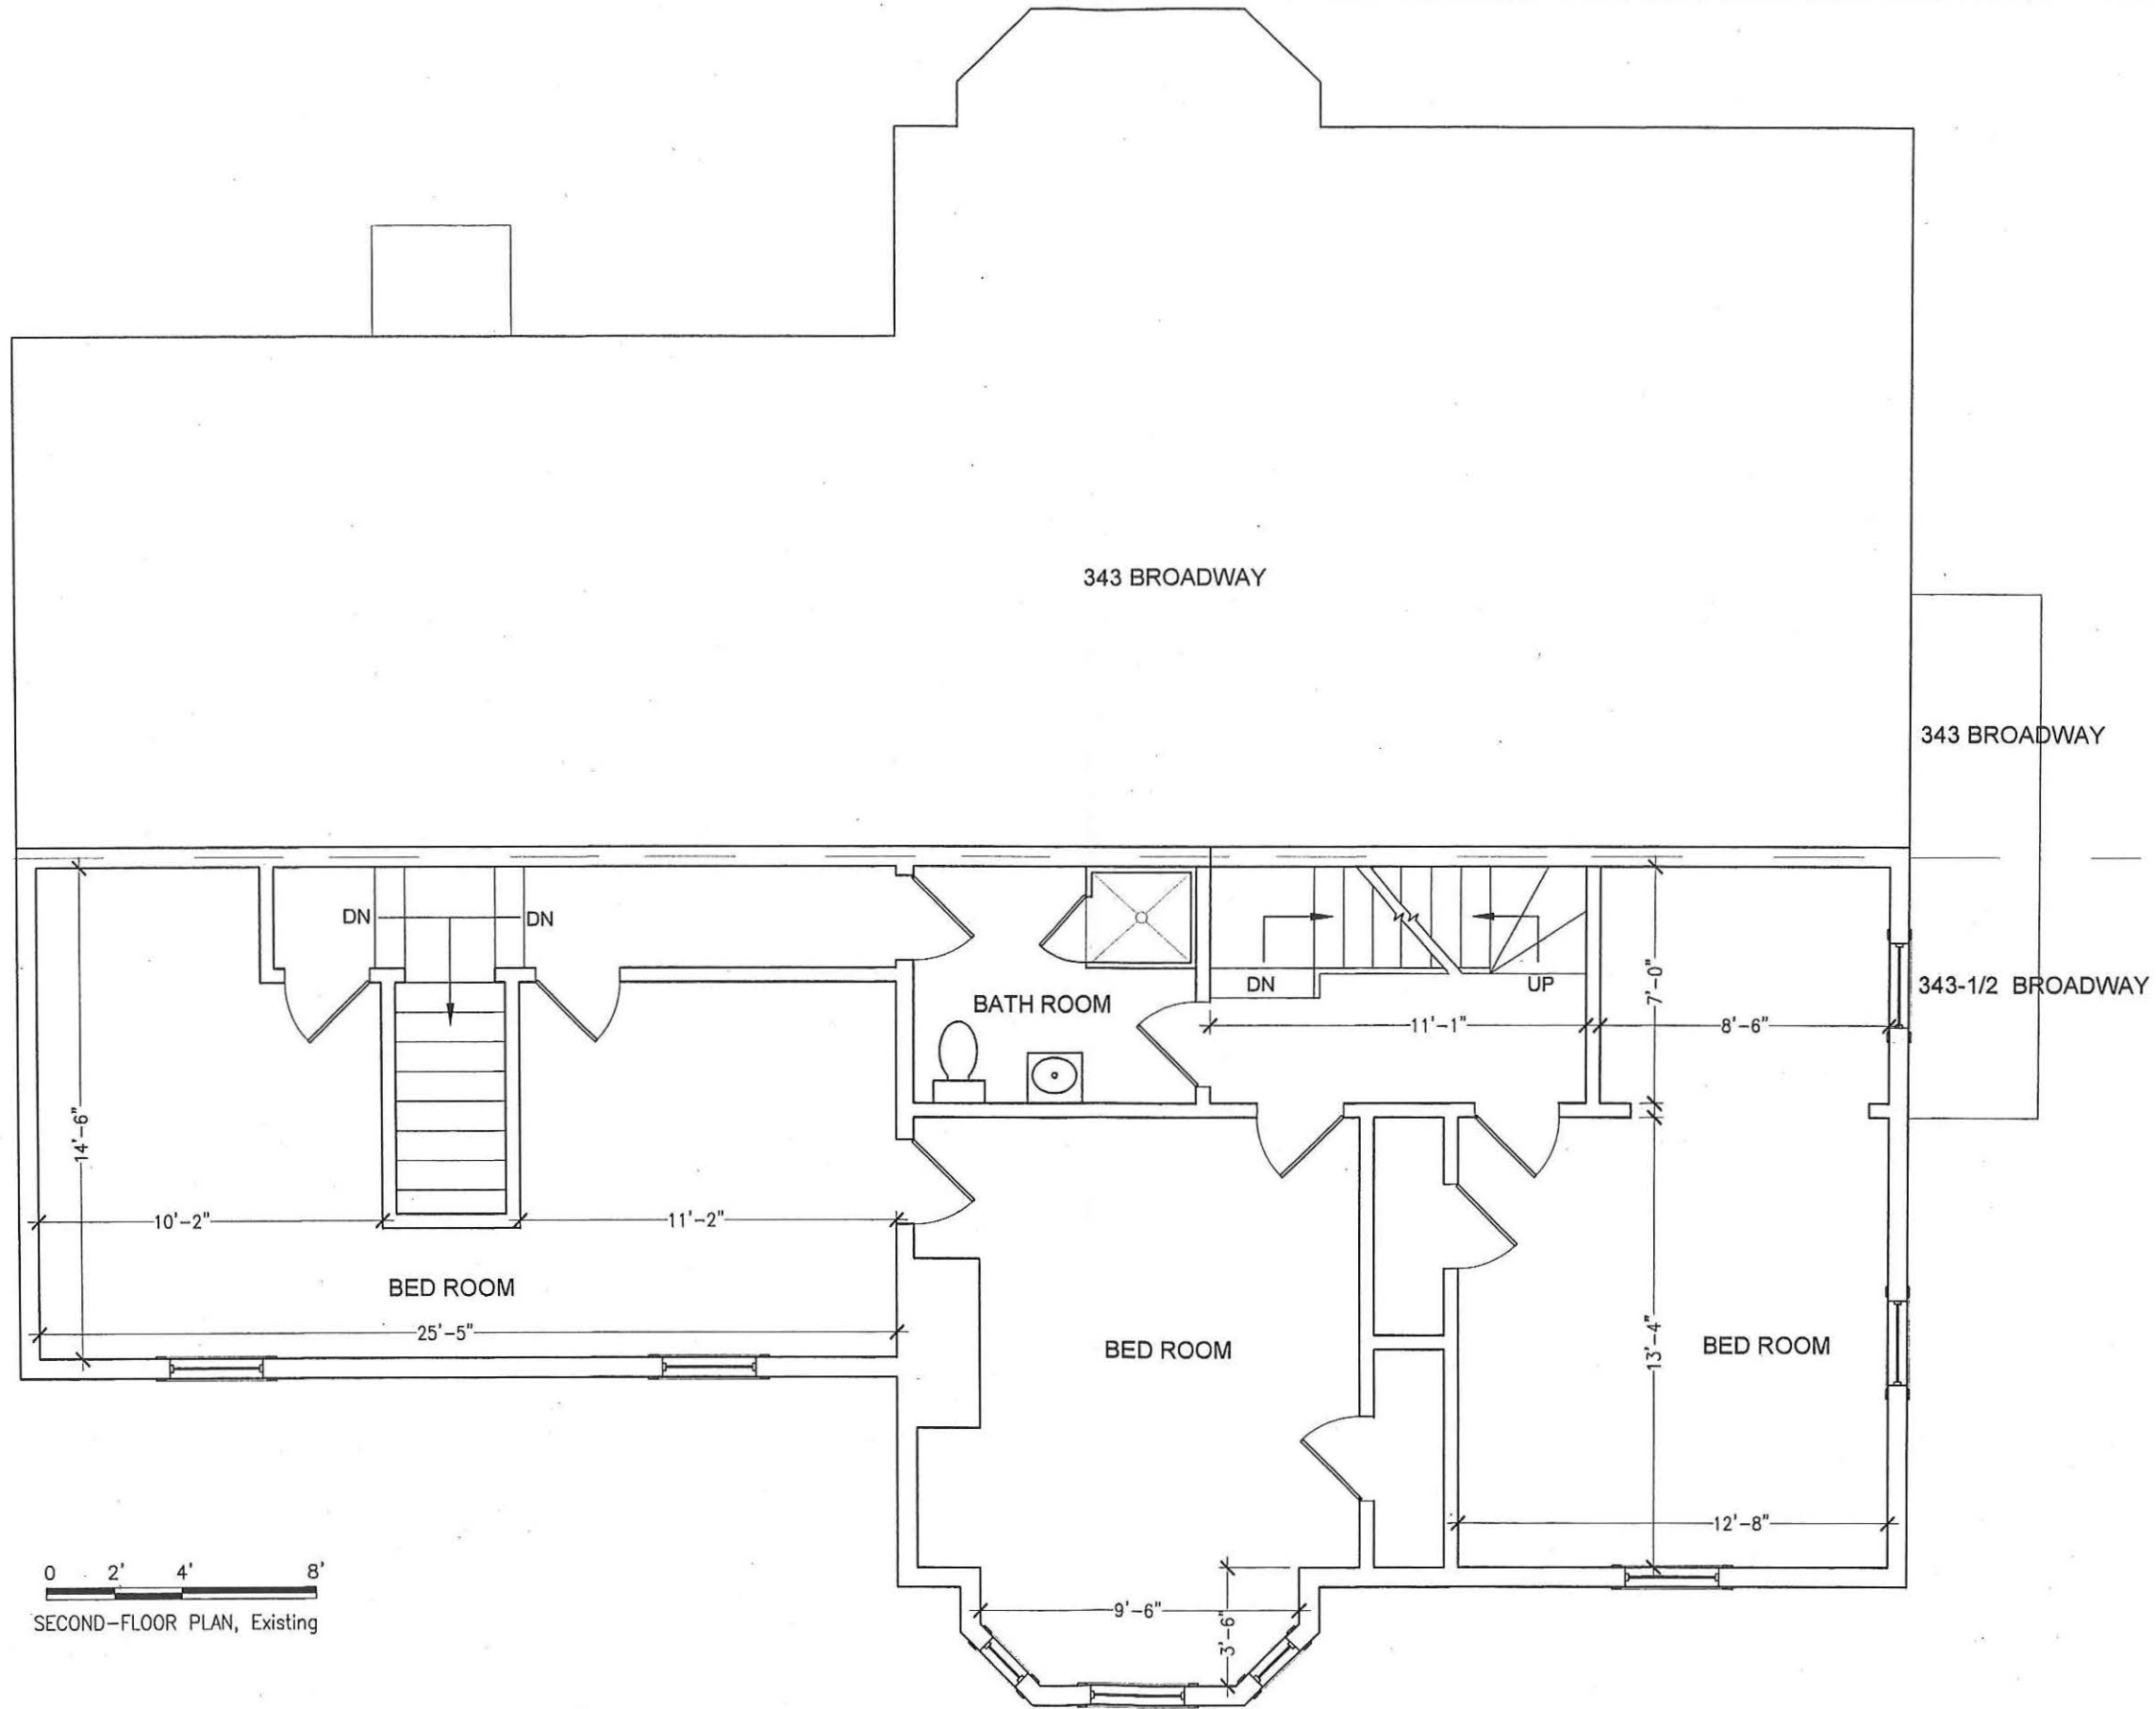 343 BROADWAY
343 BROADWAY
DN
DN
DN
UP
343-1/2 BROADWAY
BATH ROOM
7'-0"
11'-1"
8'-6"
14'-6"
10'-2"
11'-2"
BED ROOM
25'-5"
BED ROOM
13'-4"
BED ROOM
12'-8"
9'-6"
3'-6"
0 2' 4' 8'
SECOND-FLOOR PLAN, Existing